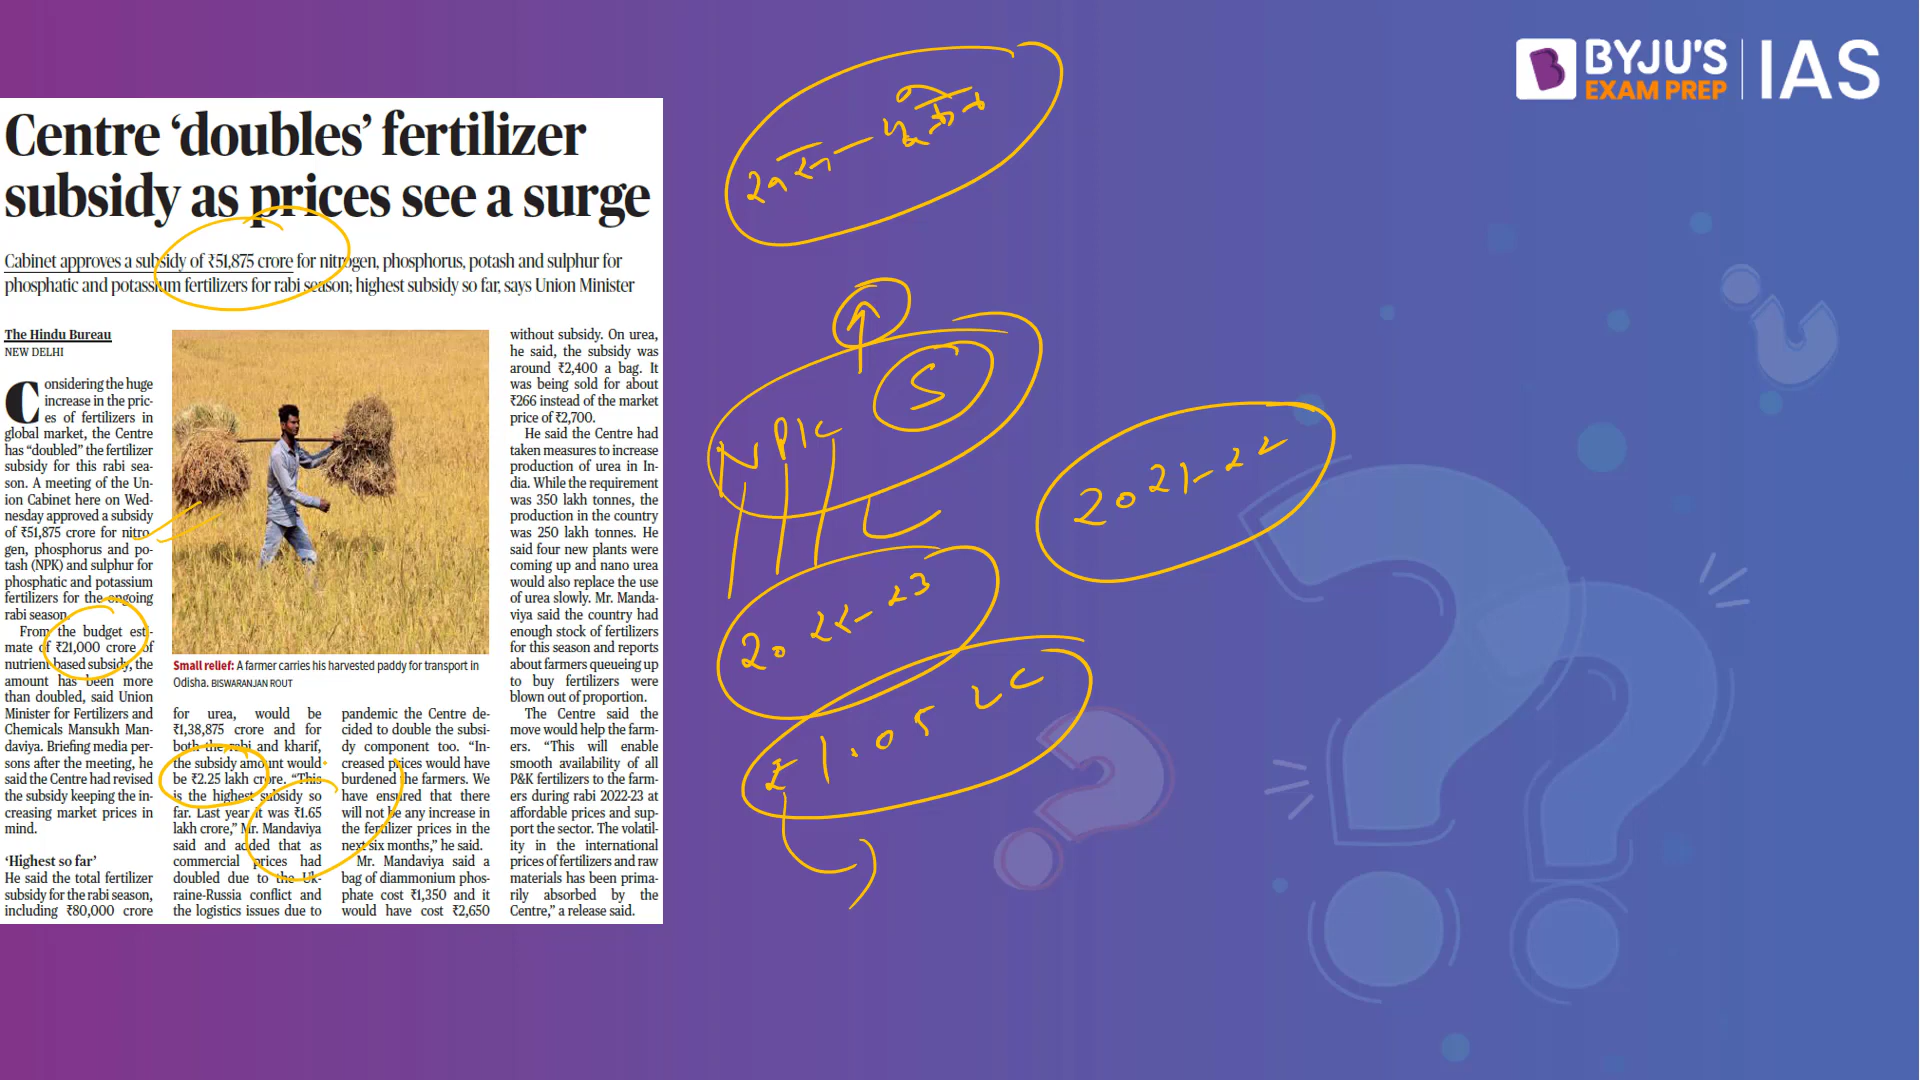 BYJU'S
EXAM PREP
IAS
Centre ‘doubles’ fertilizer
subsidy as prices see a surge
Cabinet approves a subsidy of ₹51,875 crore for nitrogen, phosphorus, potash and sulphur for
phosphatic and potassium fertilizers for rabi season; highest subsidy so far, says Union Minister
The Hindu Bureau
NEW DELHI
Considering the huge
increase in the pric-
es of fertilizers in
global market, the Centre
has “doubled” the fertilizer
subsidy for this rabi sea-
son. A meeting of the Un-
ion Cabinet here on Wed-
nesday approved a subsidy
of ₹51,875 crore for nitro-
gen, phosphorus and po-
tash (NPK) and sulphur for
phosphatic and potassium
fertilizers for the ongoing
rabi season.
From the budget esti-
mate of ₹21,000 crore of
nutrient based subsidy, the
amount has been more
than doubled, said Union
Minister for Fertilizers and
Chemicals Mansukh Man-
daviya. Briefing media per-
sons after the meeting, he
said the Centre had revised
the subsidy keeping the in-
creasing market prices in
mind.
‘Highest so far’
He said the total fertilizer
subsidy for the rabi season,
including ₹80,000 crore
Small relief: A farmer carries his harvested paddy for transport in
Odisha. BISWARANJAN ROUT
for urea, would be
₹1,38,875 crore and for
both the rabi and kharif,
the subsidy amount would
be ₹2.25 lakh crore. “This
is the highest subsidy so
far. Last year it was ₹1.65
lakh crore,” Mr. Mandaviya
said and added that as
commercial prices had
doubled due to the Uk-
raine-Russia conflict and
the logistics issues due to
pandemic the Centre de-
cided to double the subsi-
dy component too. “In-
creased prices would have
burdened the farmers. We
have ensured that there
will not be any increase in
the fertilizer prices in the
next six months,” he said.
Mr. Mandaviya said a
bag of diammonium phos-
phate cost ₹1,350 and it
would have cost ₹2,650
without subsidy. On urea,
he said, the subsidy was
around ₹2,400 a bag. It
was being sold for about
₹266 instead of the market
price of ₹2,700.
He said the Centre had
taken measures to increase
production of urea in In-
dia. While the requirement
was 350 lakh tonnes, the
production in the country
was 250 lakh tonnes. He
said four new plants were
coming up and nano urea
would also replace the use
of urea slowly. Mr. Manda-
viya said the country had
enough stock of fertilizers
for this season and reports
about farmers queueing up
to buy fertilizers were
blown out of proportion.
The Centre said the
move would help the farm-
ers. “This will enable
smooth availability of all
P&K fertilizers to the farm-
ers during rabi 2022-23 at
affordable prices and sup-
port the sector. The volatil-
ity in the international
prices of fertilizers and raw
materials has been prima-
rily absorbed by the
Centre,” a release said.
S
NPK
2021-22
2022-23
₹ 1.05 LC